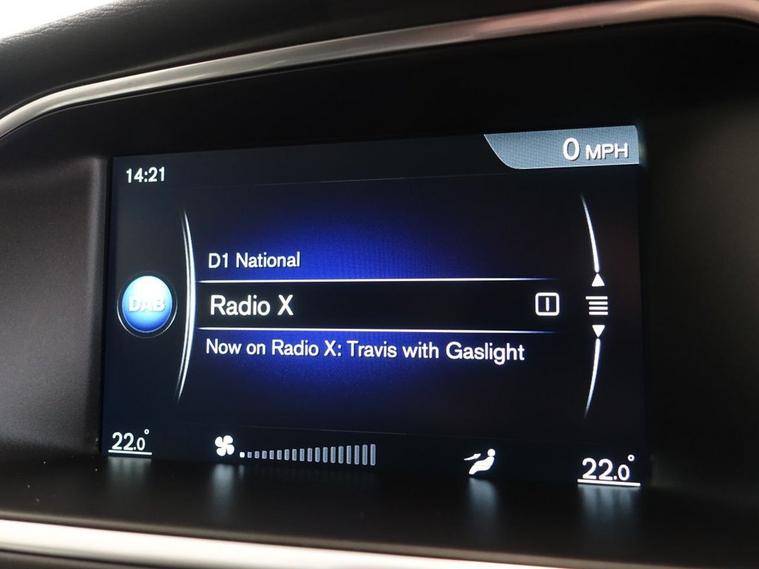 0 MPH
14:21
D1 National
DAB
Radio X
Now on Radio X: Travis with Gaslight
22.0°
22.0°